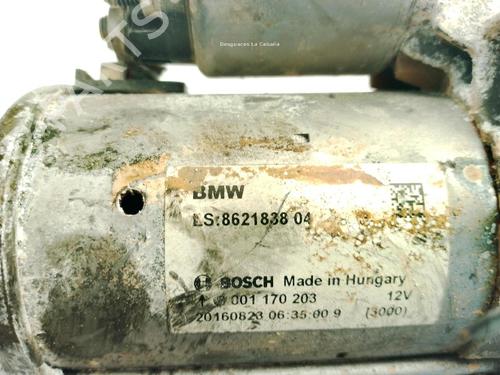 Desguaces La Cabaña
PARTS
BMW
LS:8621838 04
BOSCH Made in Hungary
001 170 203 12V
20160823 06:35:00 9 (3000)